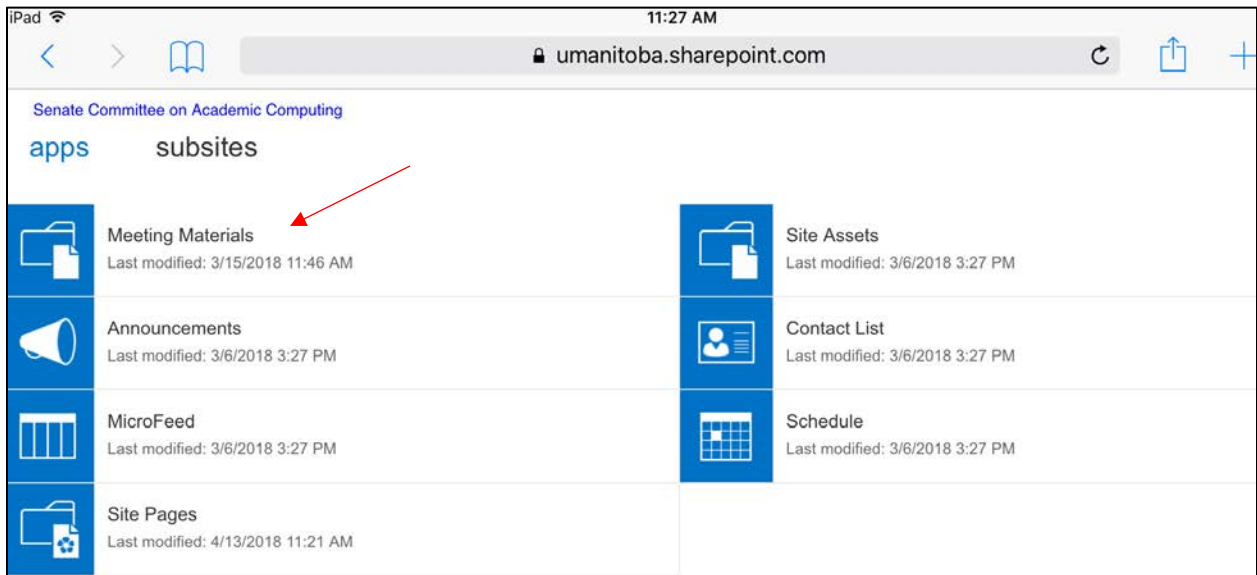 iPad 11:27 AM
umanitoba.sharepoint.com
Senate Committee on Academic Computing
apps subsites
Meeting Materials
Last modified: 3/15/2018 11:46 AM
Site Assets
Last modified: 3/6/2018 3:27 PM
Announcements
Last modified: 3/6/2018 3:27 PM
Contact List
Last modified: 3/6/2018 3:27 PM
MicroFeed
Last modified: 3/6/2018 3:27 PM
Schedule
Last modified: 3/6/2018 3:27 PM
Site Pages
Last modified: 4/13/2018 11:21 AM